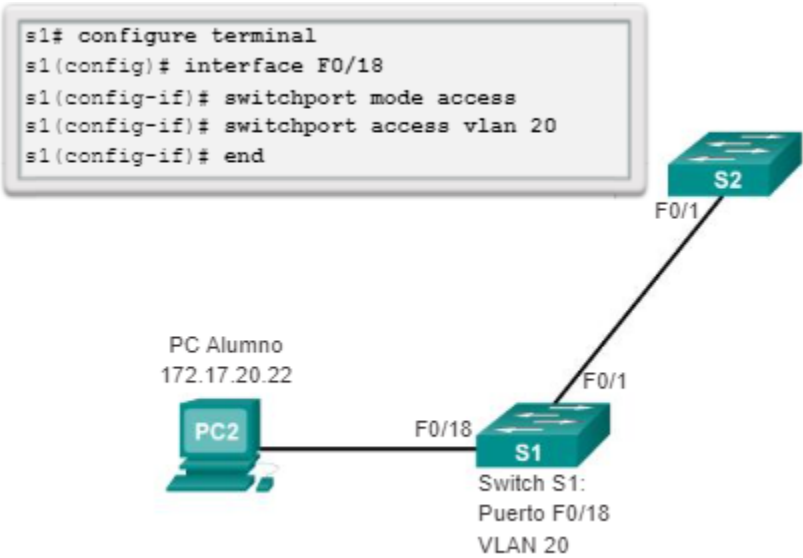 s1# configure terminal
s1(config)# interface F0/18
s1(config-if)# switchport mode access
s1(config-if)# switchport access vlan 20
s1(config-if)# end
S2
F0/1
PC Alumno
172.17.20.22
F0/1
PC2
F0/18
S1
Switch S1:
Puerto F0/18
VLAN 20